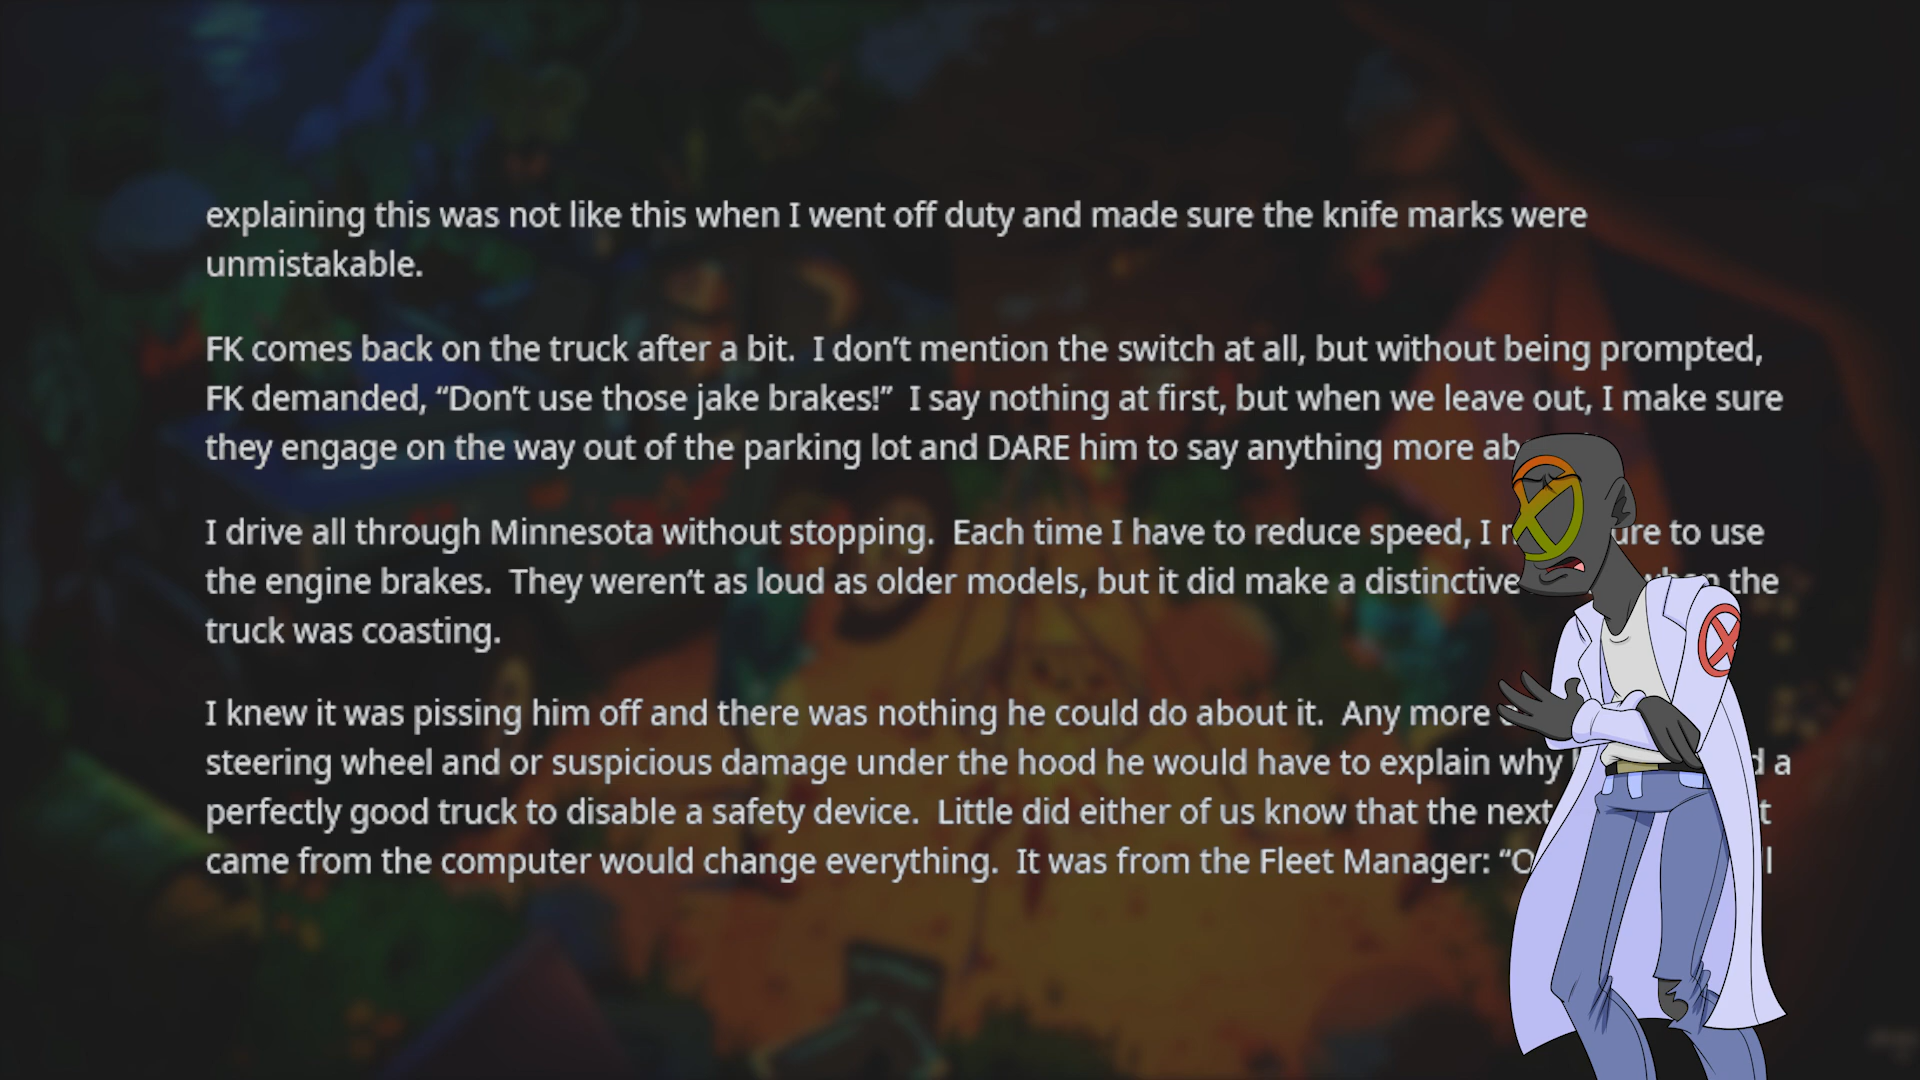 explaining this was not like this when I went off duty and made sure the knife marks were
unmistakable.
FK comes back on the truck after a bit.  I don’t mention the switch at all, but without being prompted,
FK demanded, “Don’t use those jake brakes!”  I say nothing at first, but when we leave out, I make sure
they engage on the way out of the parking lot and DARE him to say anything more
I drive all through Minnesota without stopping.  Each time I have to reduce speed, I to use
the engine brakes.  They weren’t as loud as older models, but it did make a distinctive the
truck was coasting.
I knew it was pissing him off and there was nothing he could do about it.  Any more
steering wheel and or suspicious damage under the hood he would have to explain why a
perfectly good truck to disable a safety device.  Little did either of us know that the next
came from the computer would change everything.  It was from the Fleet Manager: